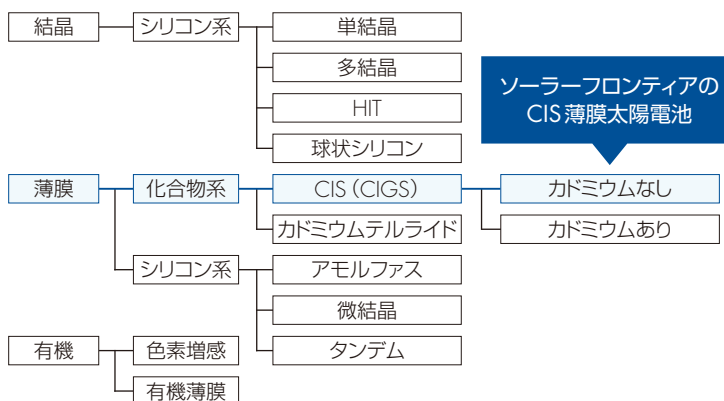 結晶
シリコン系
単結晶
多結晶
HIT
球状シリコン
ソーラーフロンティアの
CIS薄膜太陽電池
薄膜
化合物系
CIS(CIGS)
カドミウムなし
カドミウムテルライド
カドミウムあり
シリコン系
アモルファス
微結晶
タンデム
有機
色素増感
有機薄膜